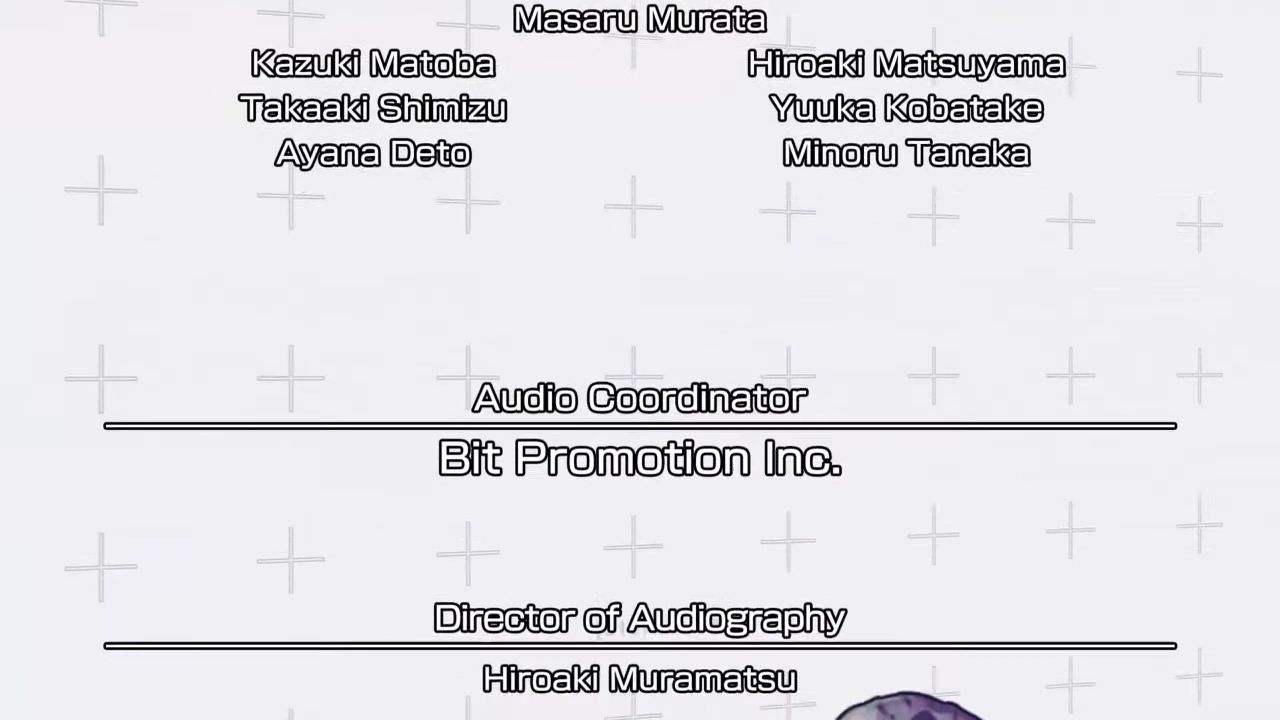 Masaru Murata
Kazuki Matoba Hiroaki Matsuyama
Takaaki Shimizu Yuuka Kobatake
Ayana Deto Minoru Tanaka
Audio Coordinator
Bit Promotion Inc.
Director of Audiography
Hiroaki Muramatsu